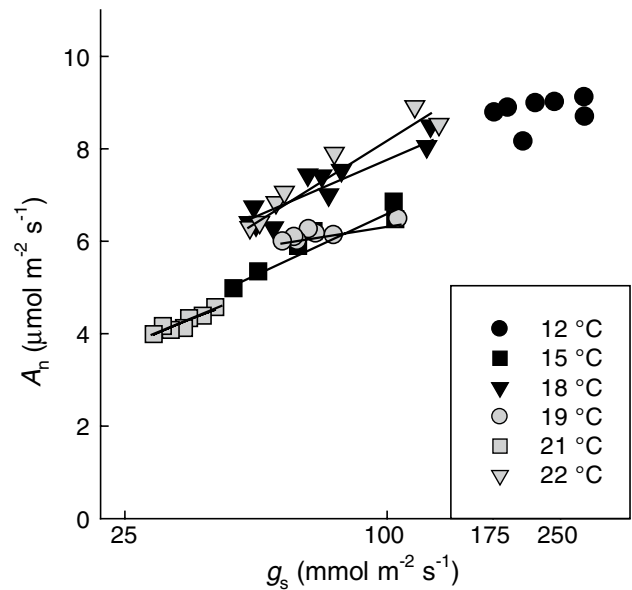 10
8
6
4
2
0
Aₙ (μmol m⁻² s⁻¹)
12 °C
15 °C
18 °C
19 °C
21 °C
22 °C
25 100 175 250
gₛ (mmol m⁻² s⁻¹)